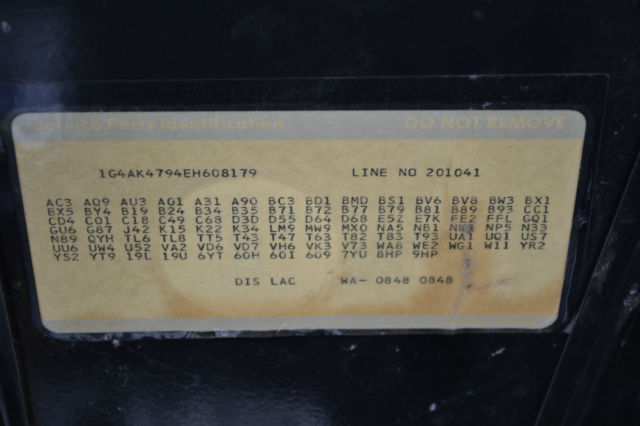 Service Parts Identification DO NOT REMOVE
1G4AK4794EH608179 LINE NO 201041
AC3 AQ9 AU3 AO1 A31 A90 BC3 BD1 BMD BS1 BV6 BV8 BW3 BX1
BX5 BY4 B19 B24 B34 B35 B71 B72 B77 B79 B81 B89 B93 CC1
CD4 CO1 C18 C49 C68 D3D D55 D64 D68 E5Z E7K FE2 FFL GQ1
GU6 G87 J42 K15 K22 K34 LM9 MW9 MXO NA5 NB1 NK3 NP5 N33
N89 QYH TL6 TL8 TT5 T43 T47 T63 T82 T83 T93 UA1 UQ1 US7
UU6 UW4 U52 VA2 VD6 VD7 VH6 VK3 V73 WA8 WE2 WG1 W11 YR2
YS2 YT9 19L 19U 6YT 60H 60I 609 7YU 8HP 9HP
DIS LAC WA- 0848 0848